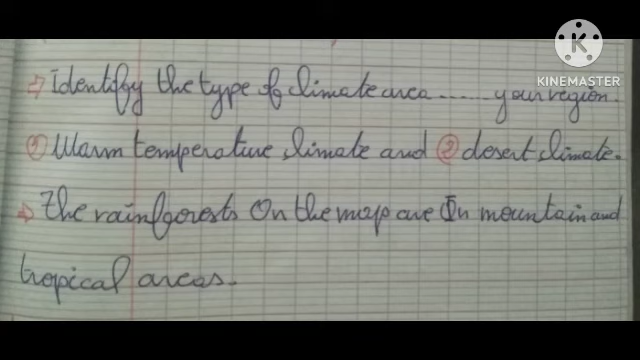 KINEMASTER
⇒ Identify the type of climate area ...... your region.
① Warm temperature climate and ② desert climate.
⇒ The rainforests On the map are In mountain and
tropical areas.